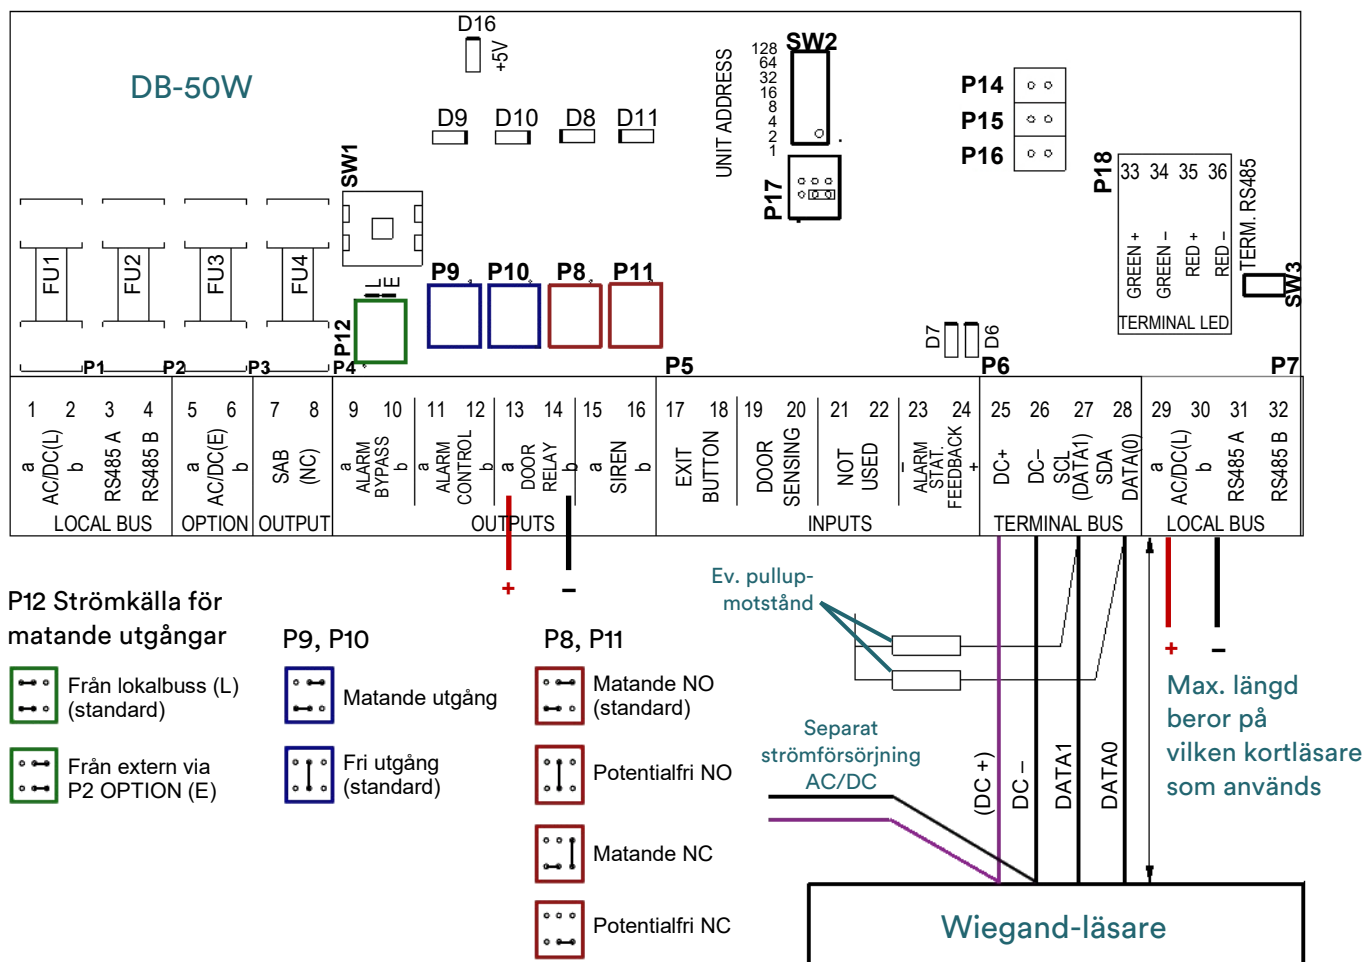 DB-50W
D16
+5V
D9
D10
D8
D11
SW1
UNIT ADDRESS
128
64
32
16
8
4
2
1
SW2
P17
P14
P15
P16
P18
33 34 35 36
GREEN +
GREEN –
RED +
RED –
TERMINAL LED
TERM. RS485
SW3
FU1
FU2
FU3
FU4
L
E
P12
P9
P10
P8
P11
D7
D6
P1
P2
P3
P4
P5
P6
P7
1 2 3 4 5 6 7 8 9 10 11 12 13 14 15 16 17 18 19 20 21 22 23 24 25 26 27 28 29 30 31 32
a AC/DC(L) b
RS485 A
RS485 B
a AC/DC(E) b
SAB
(NC)
a ALARM
BYPASS b
a ALARM
CONTROL b
a DOOR
RELAY b
a SIREN b
EXIT
BUTTON
DOOR
SENSING
NOT
USED
– ALARM
STAT.
FEEDBACK +
DC+
DC–
SCL
(DATA1)
SDA
DATA(0)
a AC/DC(L) b
RS485 A
RS485 B
LOCAL BUS
OPTION
OUTPUT
OUTPUTS
INPUTS
TERMINAL BUS
LOCAL BUS
+
–
+
–
Ev. pullup-
motstånd
Separat
strömförsörjning
AC/DC
(DC +)
DC –
DATA1
DATA0
Max. längd
beror på
vilken kortläsare
som används
Wiegand-läsare
P12 Strömkälla för
matande utgångar
Från lokalbuss (L)
(standard)
Från extern via
P2 OPTION (E)
P9, P10
Matande utgång
Fri utgång
(standard)
P8, P11
Matande NO
(standard)
Potentialfri NO
Matande NC
Potentialfri NC